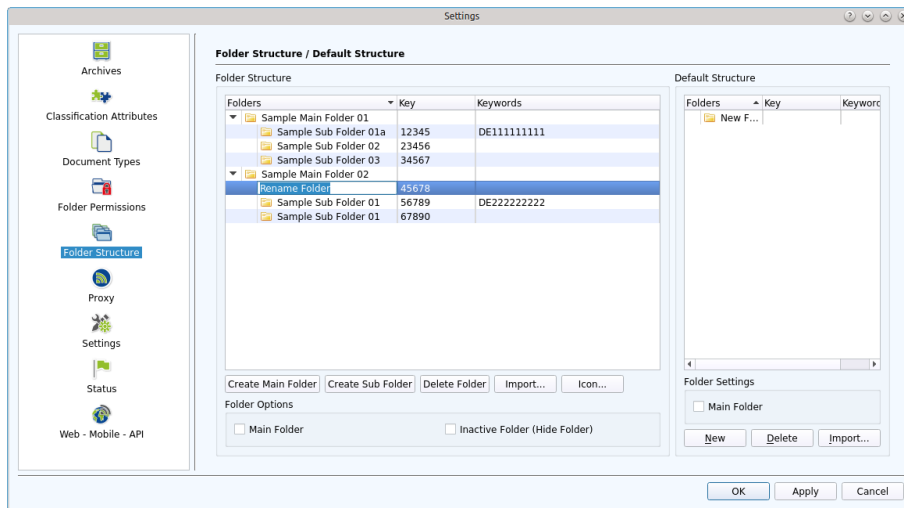 Settings
Archives
Classification Attributes
Document Types
Folder Permissions
Folder Structure
Proxy
Settings
Status
Web - Mobile - API
Folder Structure / Default Structure
Folder Structure
Folders Key Keywords
Sample Main Folder 01
Sample Sub Folder 01a 12345 DE111111111
Sample Sub Folder 02 23456
Sample Sub Folder 03 34567
Sample Main Folder 02
Rename Folder 45678
Sample Sub Folder 01 56789 DE222222222
Sample Sub Folder 01 67890
Create Main Folder Create Sub Folder Delete Folder Import... Icon...
Folder Options
Main Folder Inactive Folder (Hide Folder)
Default Structure
Folders Key Keyworc
New F...
Folder Settings
Main Folder
New Delete Import...
OK Apply Cancel